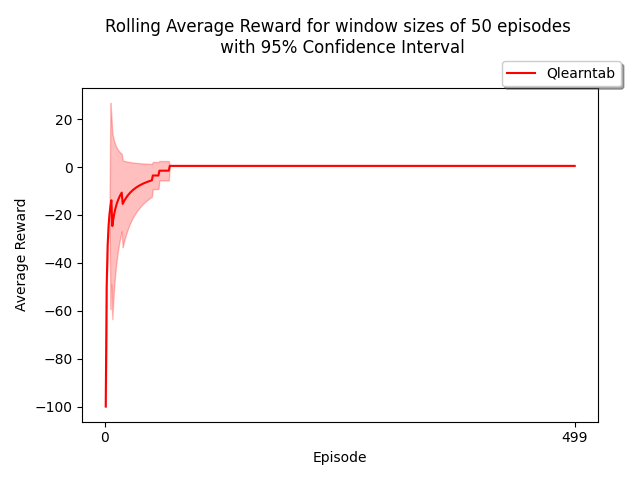 Rolling Average Reward for window sizes of 50 episodes
with 95% Confidence Interval
Qlearntab
20
0
−20
−40
−60
−80
−100
Average Reward
0
499
Episode